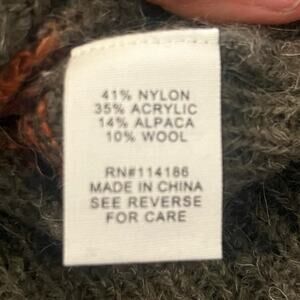 41% NYLON
35% ACRYLIC
14% ALPACA
10% WOOL
RN#114186
MADE IN CHINA
SEE REVERSE
FOR CARE